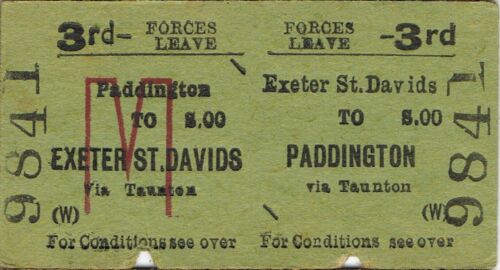 9841
3rd- FORCES LEAVE
Paddington
TO S.00
EXETER ST. DAVIDS
Via Taunton
(W)
For Conditions see over
M
FORCES LEAVE -3rd
Exeter St. Davids
TO S.00
PADDINGTON
via Taunton
(W)
For Conditions see over
9841